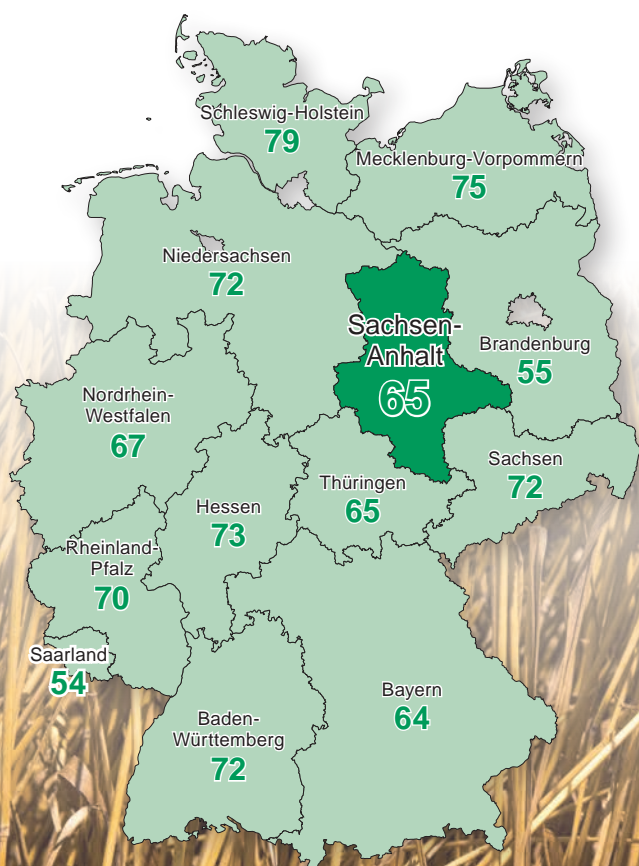 Schleswig-Holstein
79
Mecklenburg-Vorpommern
75
Niedersachsen
72
Sachsen-
Anhalt
65
Brandenburg
55
Nordrhein-
Westfalen
67
Sachsen
72
Thüringen
65
Hessen
73
Rheinland-
Pfalz
70
Saarland
54
Bayern
64
Baden-
Württemberg
72